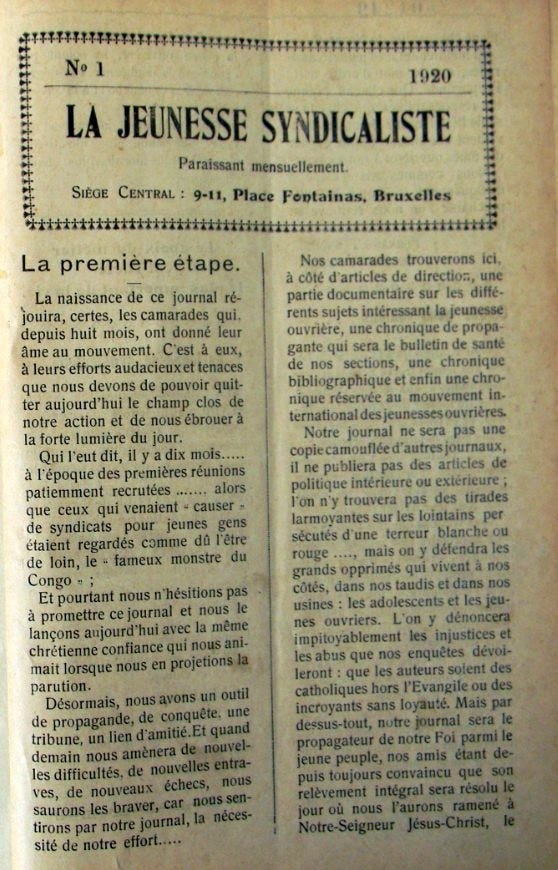 No 1
1920
LA JEUNESSE SYNDICALISTE
Paraissant mensuellement.
SIÈGE CENTRAL : 9-11, Place Fontainas, Bruxelles
La première étape.
La naissance de ce journal ré-
jouira, certes, les camarades qui,
depuis huit mois, ont donné leur
âme au mouvement. C'est à eux,
à leurs efforts audacieux et tenaces
que nous devons de pouvoir quit-
ter aujourd'hui le champ clos de
notre action et de nous ébrouer à
la forte lumière du jour.
Qui l'eut dit, il y a dix mois.....
à l'époque des premières réunions
patiemment recrutées ....... alors
que ceux qui venaient « causer »
de syndicats pour jeunes gens
étaient regardés comme dû l'être
de loin, le « fameux monstre du
Congo » ;
Et pourtant nous n'hésitions pas
à promettre ce journal et nous le
lançons aujourd'hui avec la même
chrétienne confiance qui nous ani-
mait lorsque nous en projetions la
parution.
Désormais, nous avons un outil
de propagande, de conquête, une
tribune, un lien d'amitié. Et quand
demain nous amènera de nouvel-
les difficultés, de nouvelles entra-
ves, de nouveaux échecs, nous
saurons les braver, car nous sen-
tirons par notre journal, la néces-
sité de notre effort.....
Nos camarades trouverons ici,
à côté d'articles de direction, une
partie documentaire sur les diffé-
rents sujets intéressant la jeunesse
ouvrière, une chronique de propa-
gante qui sera le bulletin de santé
de nos sections, une chronique
bibliographique et enfin une chro-
nique réservée au mouvement in-
ternational des jeunesses ouvrières.
Notre journal ne sera pas une
copie camouflée d'autres journaux,
il ne publiera pas des articles de
politique intérieure ou extérieure ;
l'on n'y trouvera pas des tirades
larmoyantes sur les lointains per
sécutés d'une terreur blanche ou
rouge ...., mais on y défendra les
grands opprimés qui vivent à nos
côtés, dans nos taudis et dans nos
usines : les adolescents et les jeu-
nes ouvriers. L'on y dénoncera
impitoyablement les injustices et
les abus que nos enquêtes dévoi-
leront : que les auteurs soient des
catholiques hors l'Evangile ou des
incroyants sans loyauté. Mais par
dessus-tout, notre journal sera le
propagateur de notre Foi parmi le
jeune peuple, nos amis étant de-
puis toujours convaincu que son
relèvement intégral sera résolu le
jour où nous l'aurons ramené à
Notre-Seigneur Jésus-Christ, le